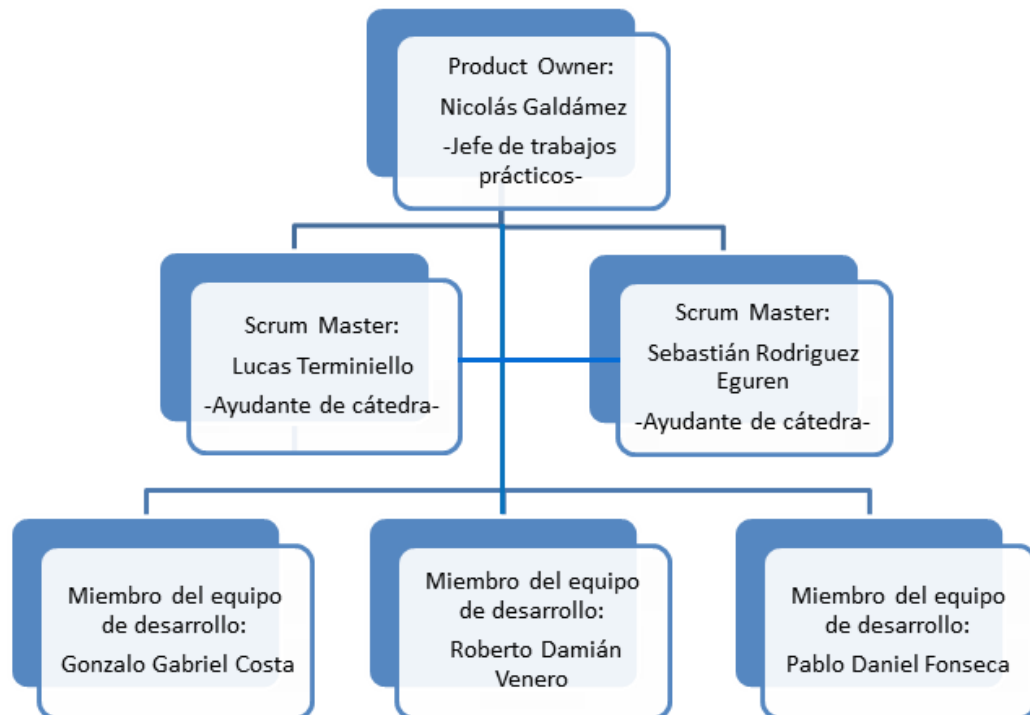 Product Owner:
Nicolás Galdámez
-Jefe de trabajos
prácticos-
Scrum Master:
Lucas Terminiello
-Ayudante de cátedra-
Scrum Master:
Sebastián Rodriguez
Eguren
-Ayudante de cátedra-
Miembro del equipo
de desarrollo:
Gonzalo Gabriel Costa
Miembro del equipo
de desarrollo:
Roberto Damián
Venero
Miembro del equipo
de desarrollo:
Pablo Daniel Fonseca